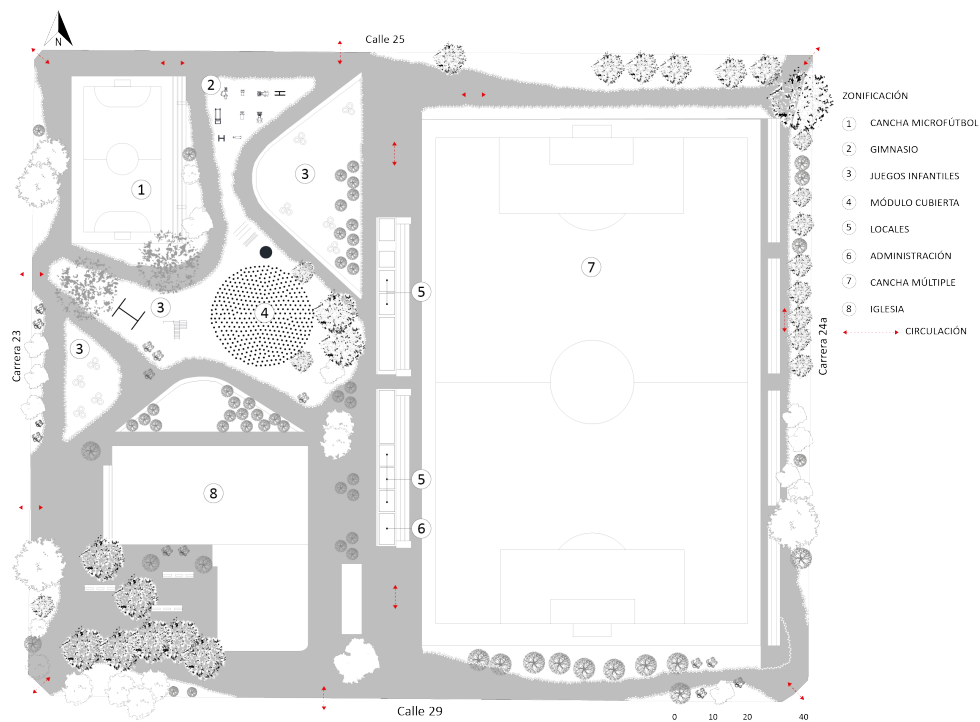 N
Calle 25
2
1
3
5
7
3
4
3
Carrera 23
Carrera 24a
8
5
6
Calle 29
0 10 20 40
ZONIFICACIÓN
1 CANCHA MICROFÚTBOL
2 GIMNASIO
3 JUEGOS INFANTILES
4 MÓDULO CUBIERTA
5 LOCALES
6 ADMINISTRACIÓN
7 CANCHA MÚLTIPLE
8 IGLESIA
CIRCULACIÓN